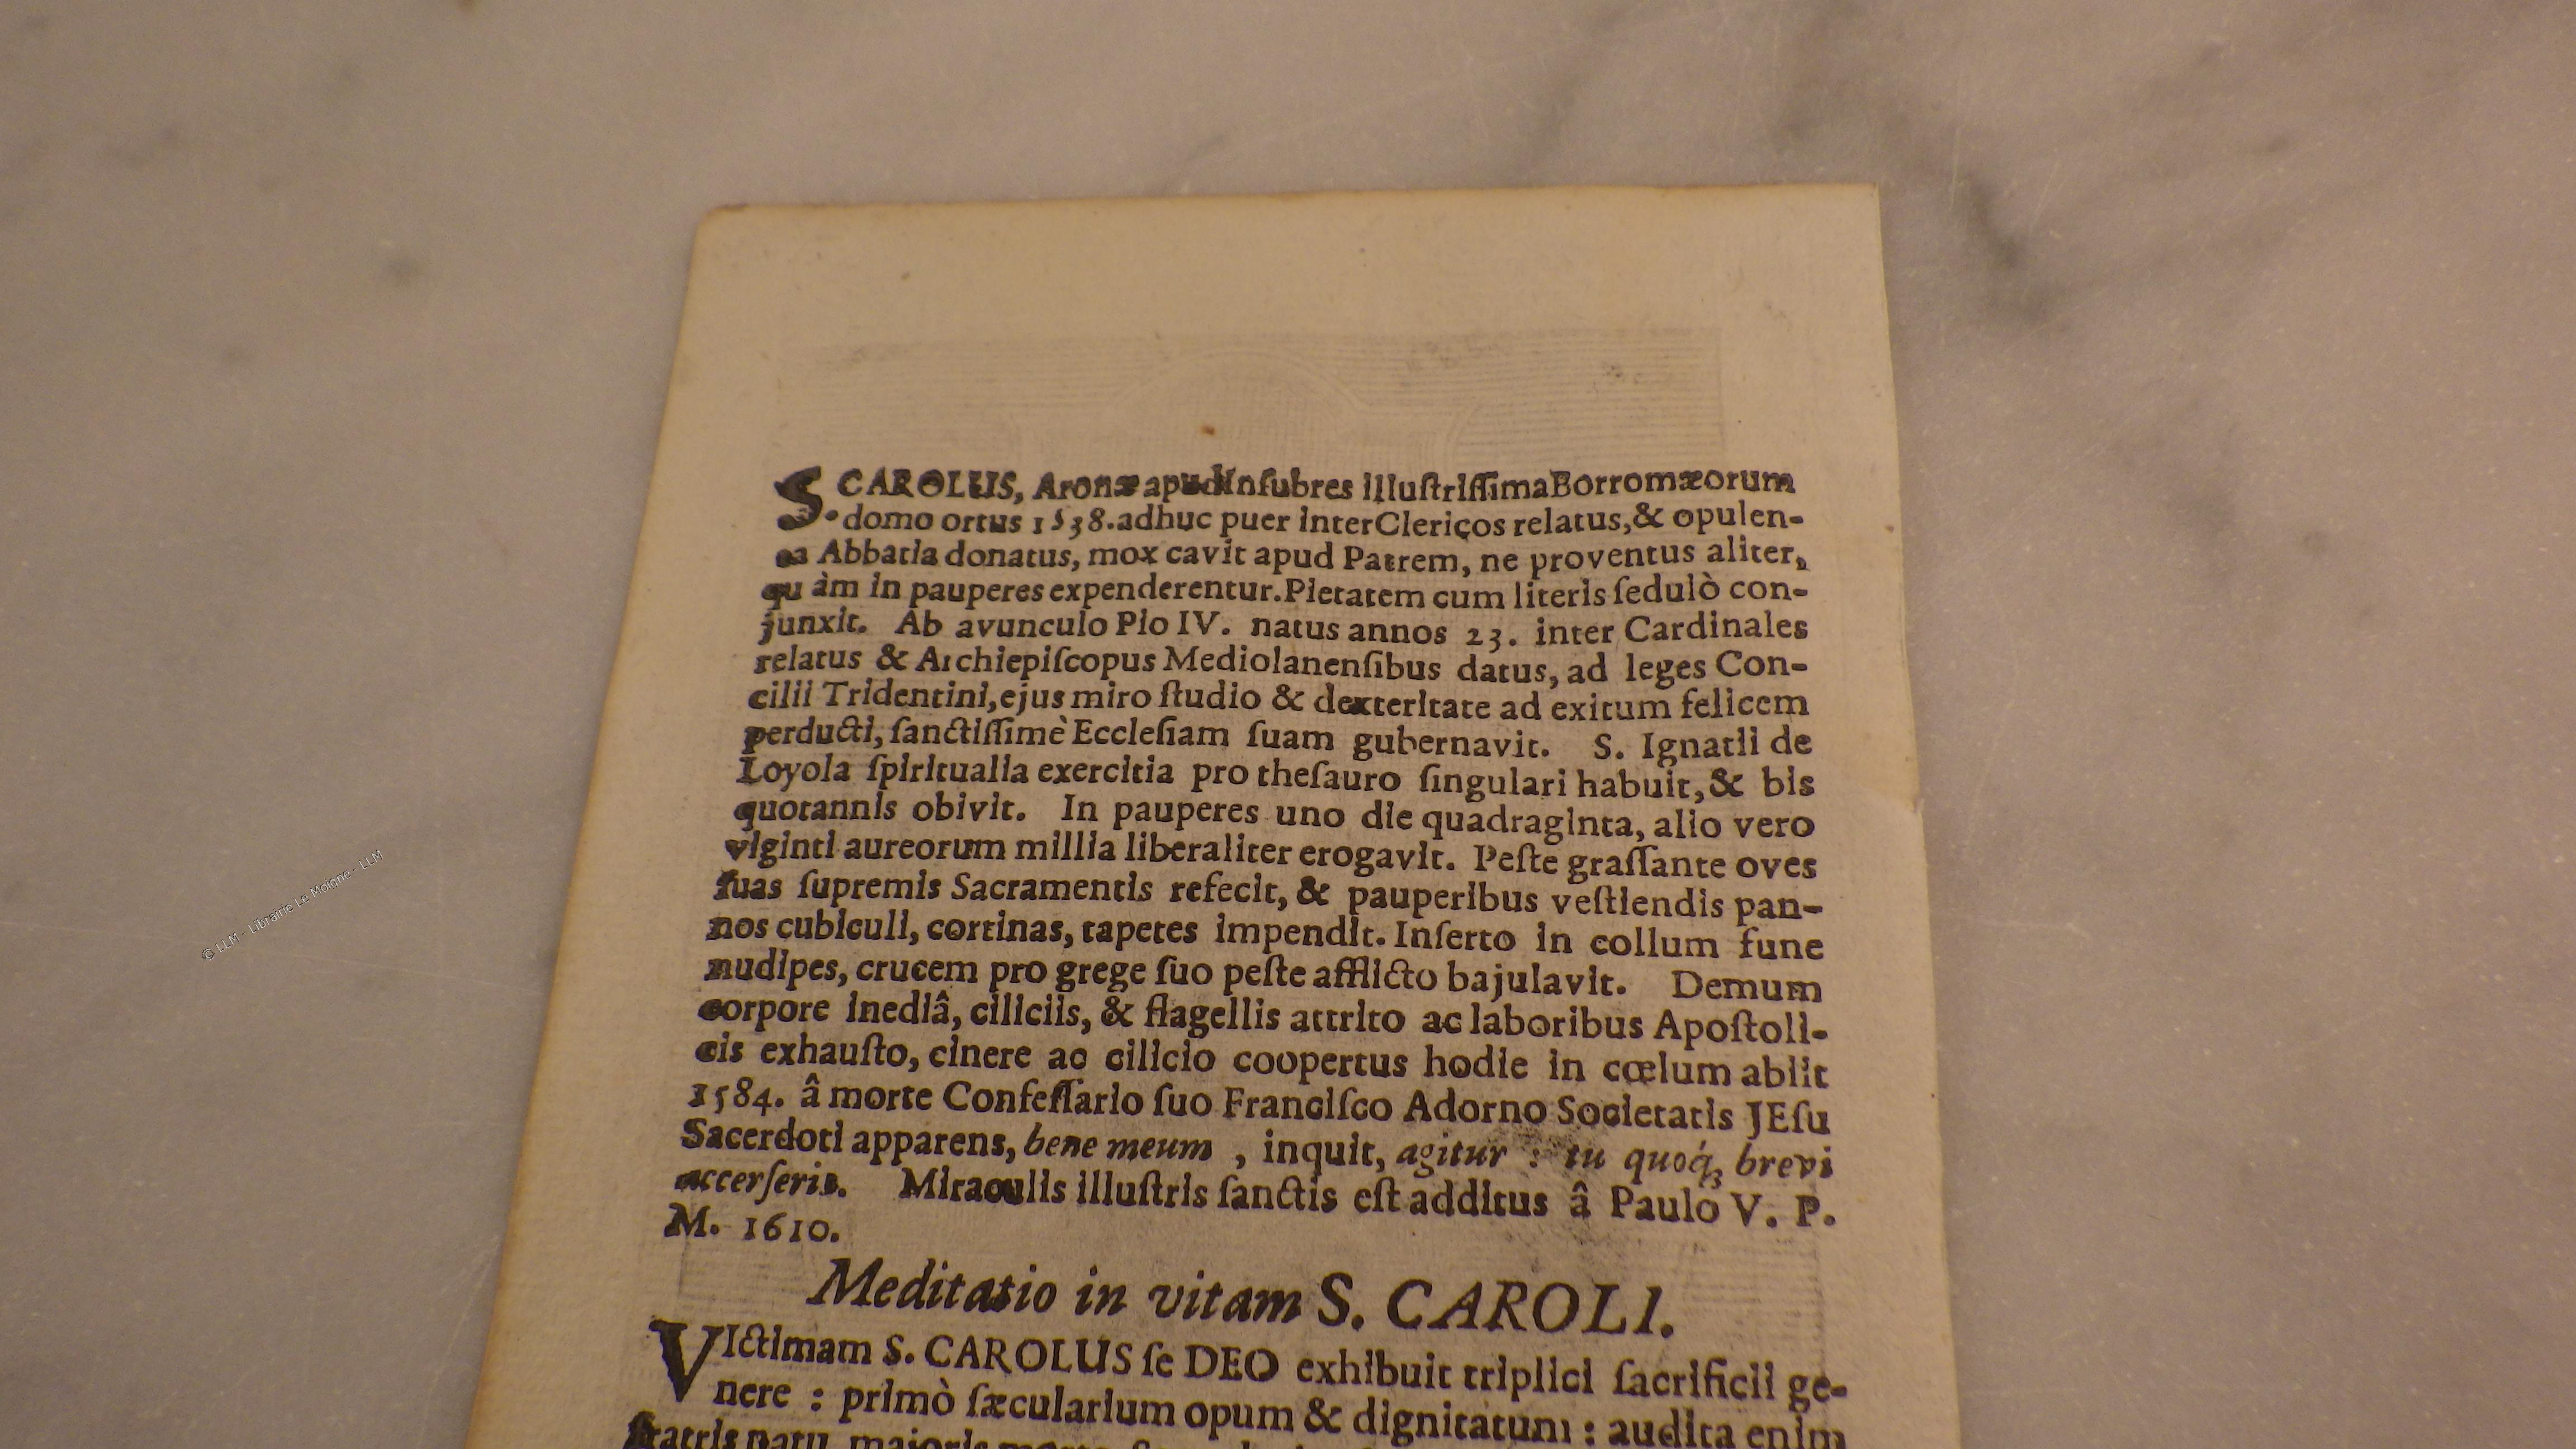 S. CAROLUS, Aronæ apud Insubres illustrissima Borromæorum
domo ortus 1538. adhuc puer inter Clericos relatus, & opulen-
ta Abbatia donatus, mox cavit apud Patrem, ne proventus aliter,
quàm in pauperes expenderentur. Pietatem cum literis sedulò con-
junxit. Ab avunculo Pio IV. natus annos 23. inter Cardinales
relatus & Archiepiscopus Mediolanensibus datus, ad leges Con-
cilii Tridentini, ejus miro studio & dexteritate ad exitum felicem
perducti, sanctissimè Ecclesiam suam gubernavit. S. Ignatii de
Loyola spiritualia exercitia pro thesauro singulari habuit, & bis
quotannis obivit. In pauperes uno die quadraginta, alio vero
viginti aureorum millia liberaliter erogavit. Peste grassante oves
suas supremis Sacramentis refecit, & pauperibus vestiendis pan-
nos cubiculi, cortinas, tapetes impendit. Inserto in collum fune
nudipes, crucem pro grege suo peste afflicto bajulavit. Demum
corpore inediâ, ciliciis, & flagellis attrito ac laboribus Apostoli-
cis exhausto, cinere ac cilicio coopertus hodie in cœlum abiit
1584. â morte Confessario suo Francisco Adorno Societatis JEsu
Sacerdoti apparens, bene meum , inquit, agitur : tu quoq́ꝫ brevi
accerseris. Miraculis illustris sanctis est additus â Paulo V. P.
M. 1610.
Meditatio in vitam S. CAROLI.
VIctimam S. CAROLUS se DEO exhibuit triplici sacrificii ge-
nere : primò sæcularium opum & dignitatum : audita enim
fratris natu majoris morte
© LLM - Librairie Le Moigne - LLM